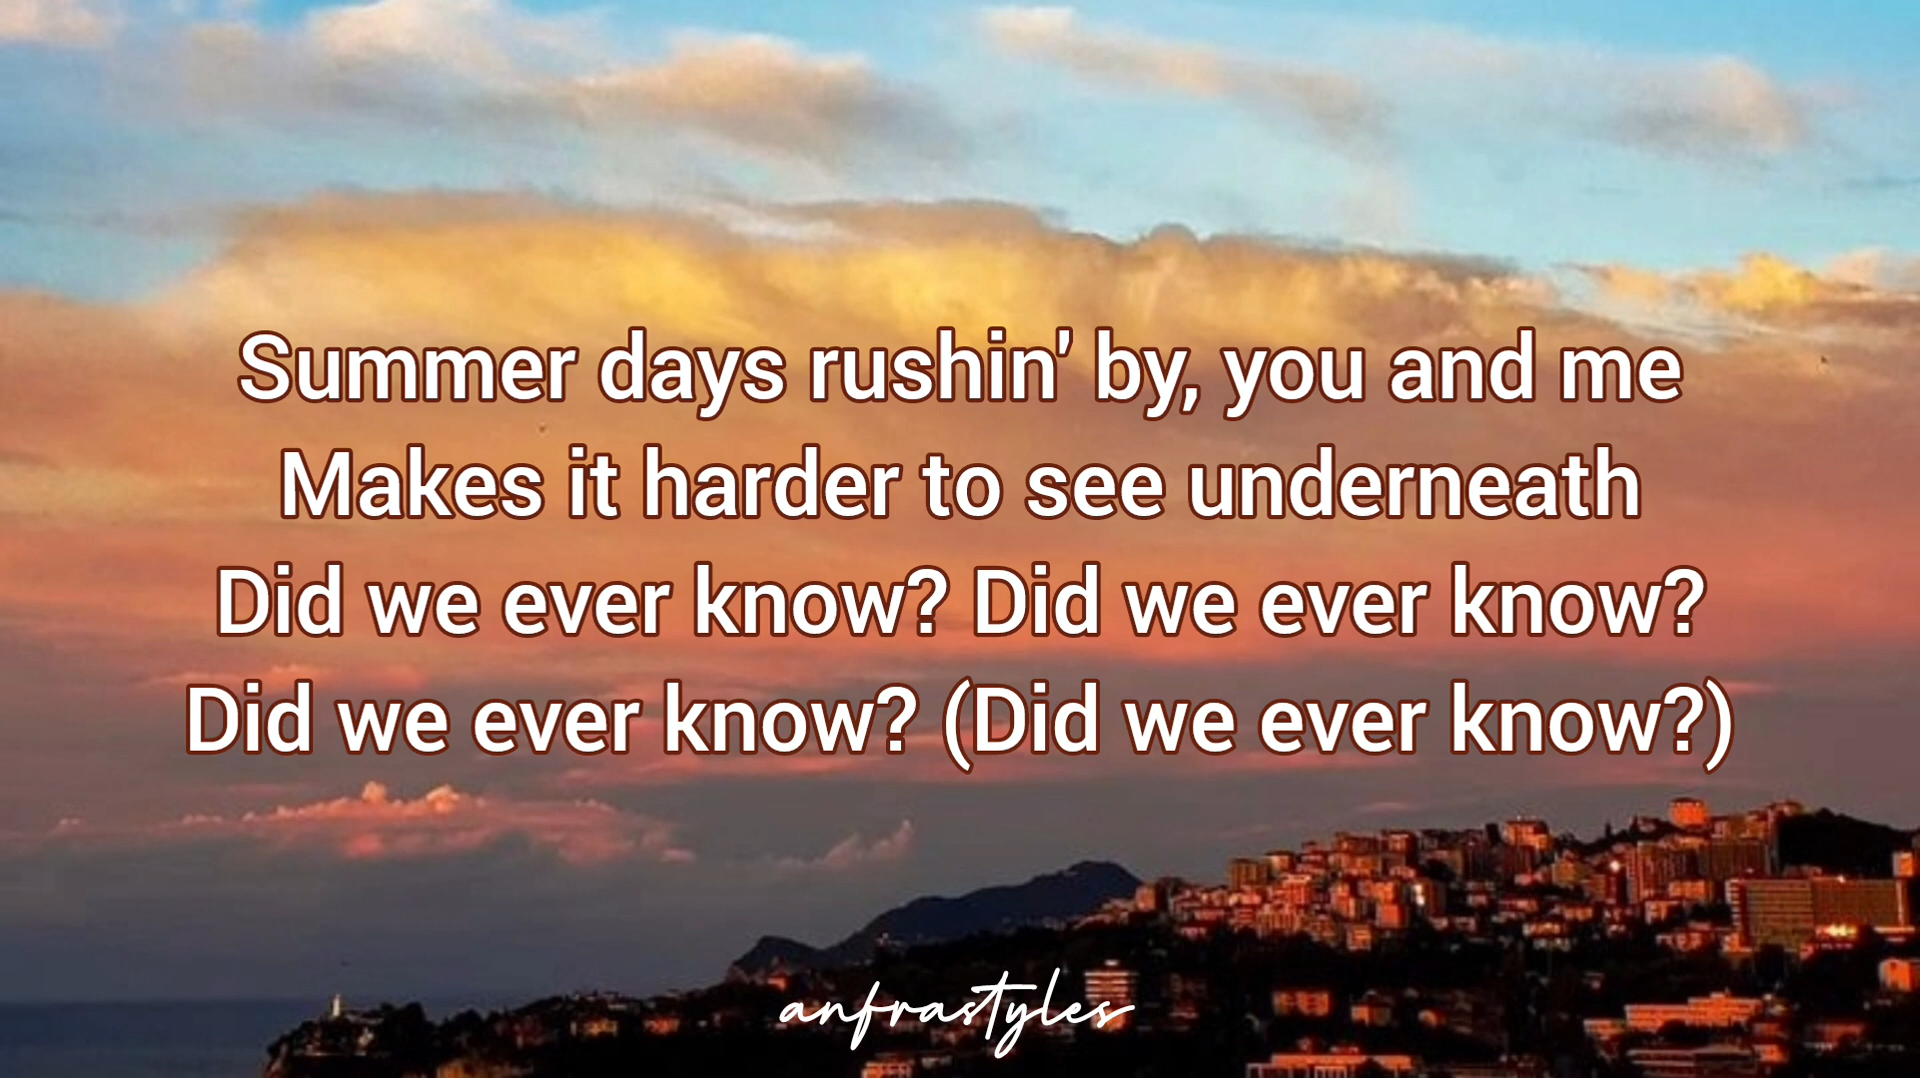 Summer days rushin' by, you and me
Makes it harder to see underneath
Did we ever know? Did we ever know?
Did we ever know? (Did we ever know?)
anfrastyles